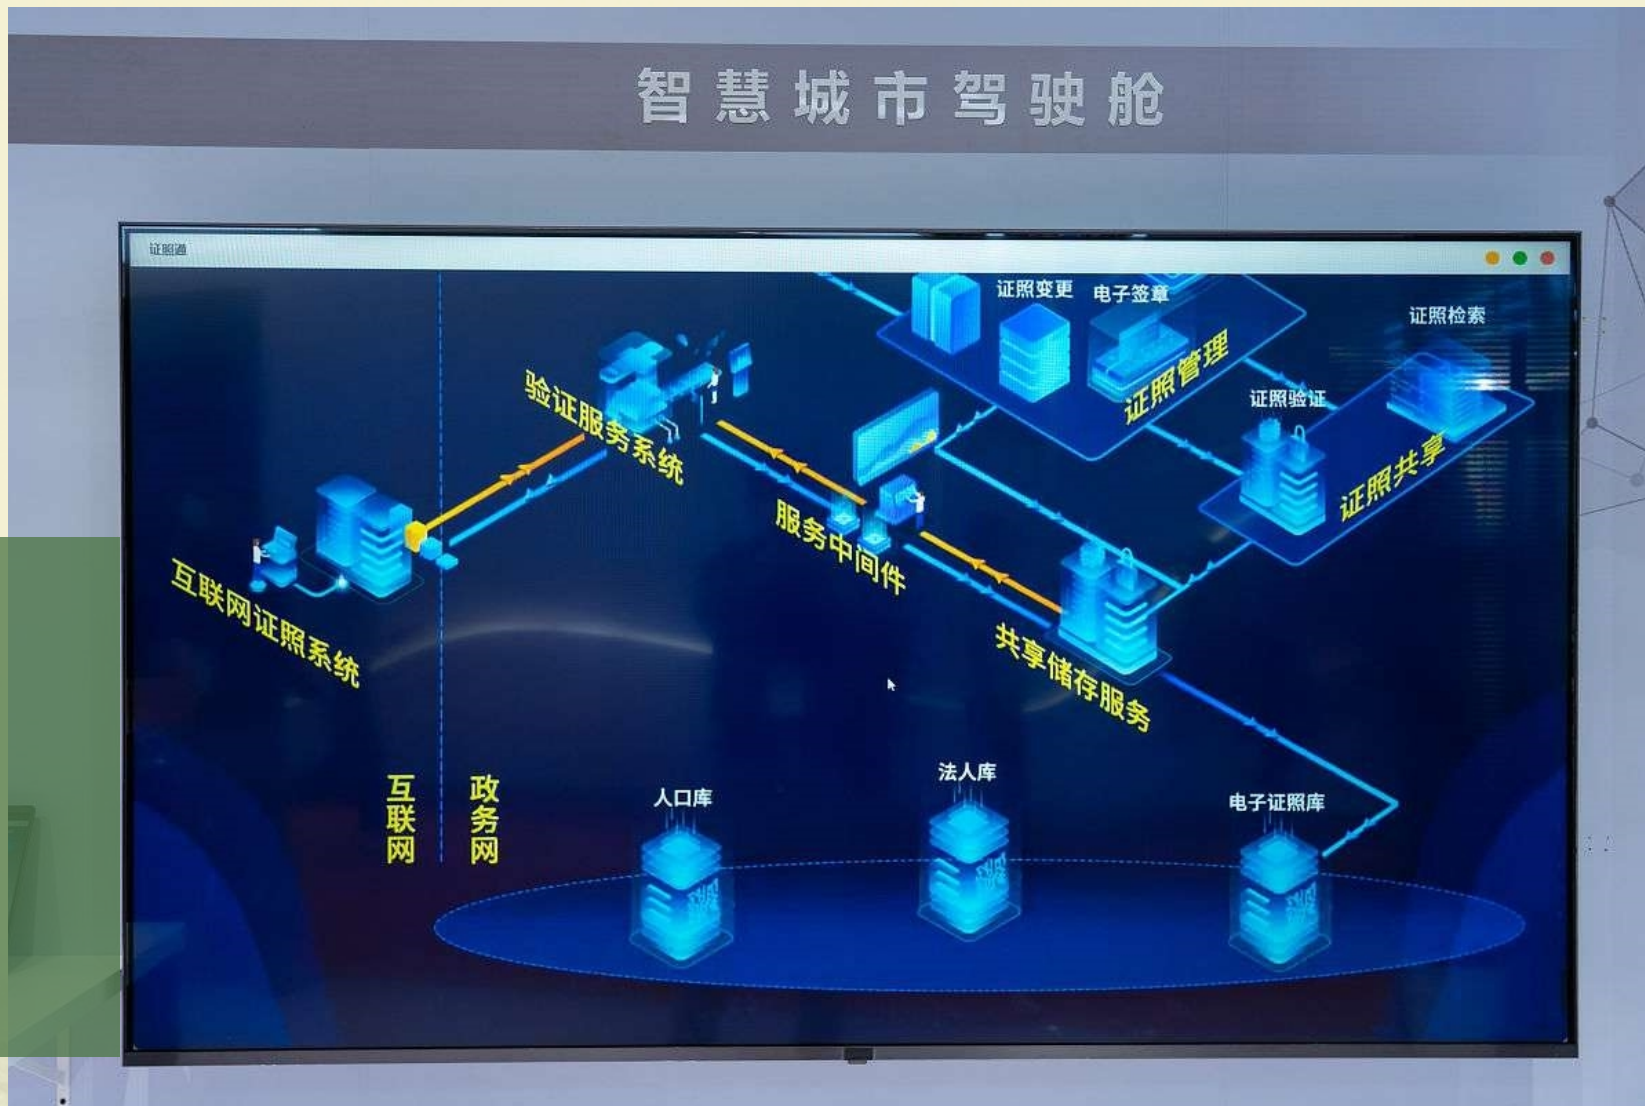 智慧城市驾驶舱
证照通
证照变更
电子签章
证照检索
证照管理
证照验证
验证服务系统
证照共享
服务中间件
互联网证照系统
共享储存服务
互联网
政务网
人口库
法人库
电子证照库